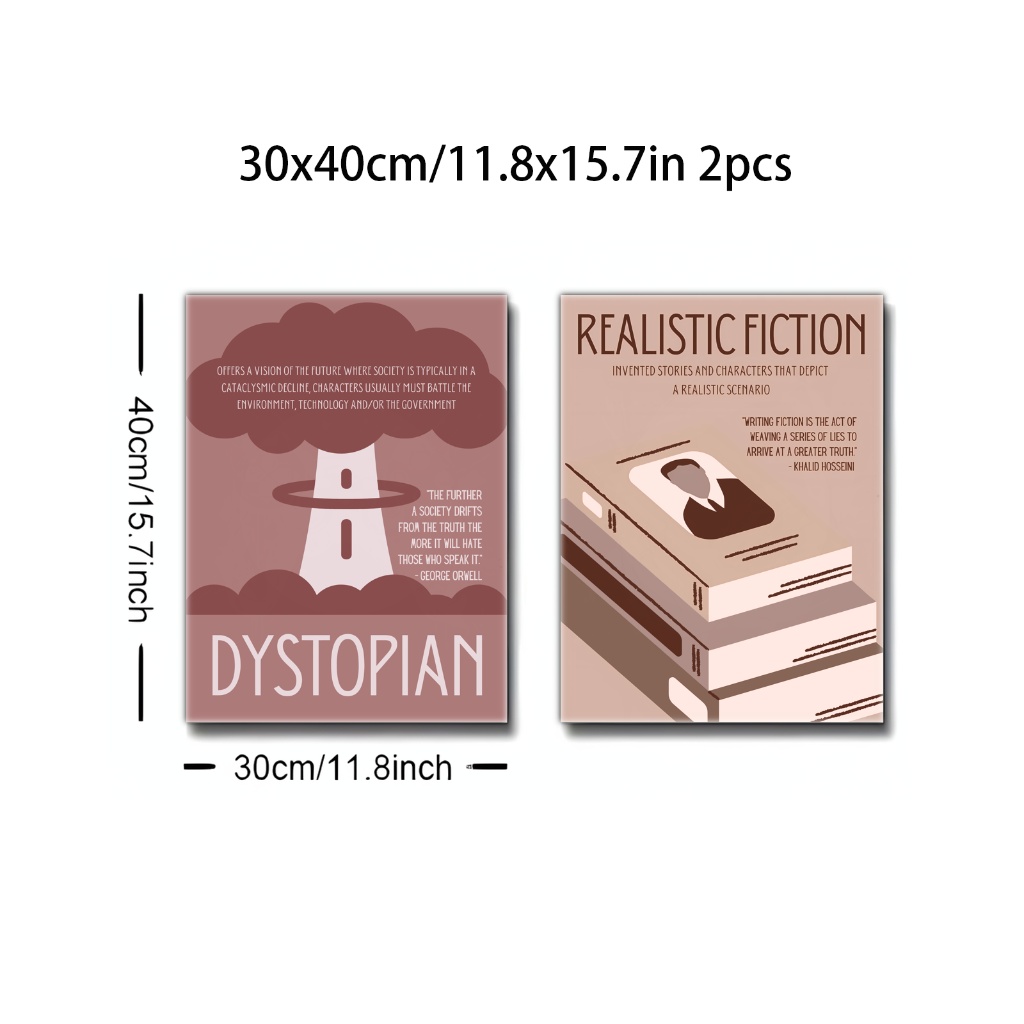 30x40cm/11.8x15.7in 2pcs
40cm/15.7inch
OFFERS A VISION OF THE FUTURE WHERE SOCIETY IS TYPICALLY IN A
CATACLYSMIC DECLINE, CHARACTERS USUALLY MUST BATTLE THE
ENVIRONMENT, TECHNOLOGY AND/OR THE GOVERNMENT
"THE FURTHER
A SOCIETY DRIFTS
FROM THE TRUTH THE
MORE IT WILL HATE
THOSE WHO SPEAK IT."
- GEORGE ORWELL
DYSTOPIAN
REALISTIC FICTION
INVENTED STORIES AND CHARACTERS THAT DEPICT
A REALISTIC SCENARIO
"WRITING FICTION IS THE ACT OF
WEAVING A SERIES OF LIES TO
ARRIVE AT A GREATER TRUTH."
- KHALID HOSSEINI
30cm/11.8inch